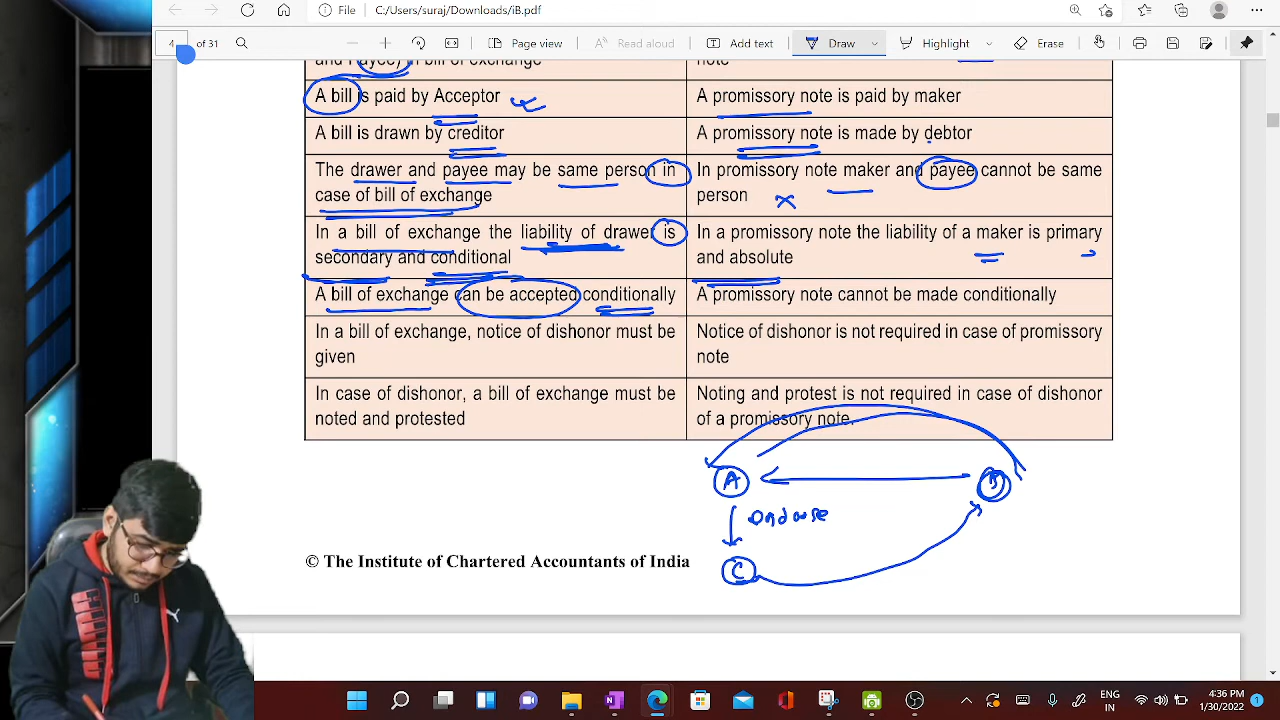 File
C:/Users/suraj/Downloads/iB.pdf
4 of 31
Page view
Read aloud
Add text
Draw
Highlight
Erase
note
A bill is paid by Acceptor
A promissory note is paid by maker
A bill is drawn by creditor
A promissory note is made by debtor
The drawer and payee may be same person in
case of bill of exchange
In promissory note maker and payee cannot be same
person
In a bill of exchange the liability of drawer is
secondary and conditional
In a promissory note the liability of a maker is primary
and absolute
A bill of exchange can be accepted conditionally
A promissory note cannot be made conditionally
In a bill of exchange, notice of dishonor must be
given
Notice of dishonor is not required in case of promissory
note
In case of dishonor, a bill of exchange must be
noted and protested
Noting and protest is not required in case of dishonor
of a promissory note.
A
B
C
© The Institute of Chartered Accountants of India
ENG
IN
4:36 PM
1/30/2022